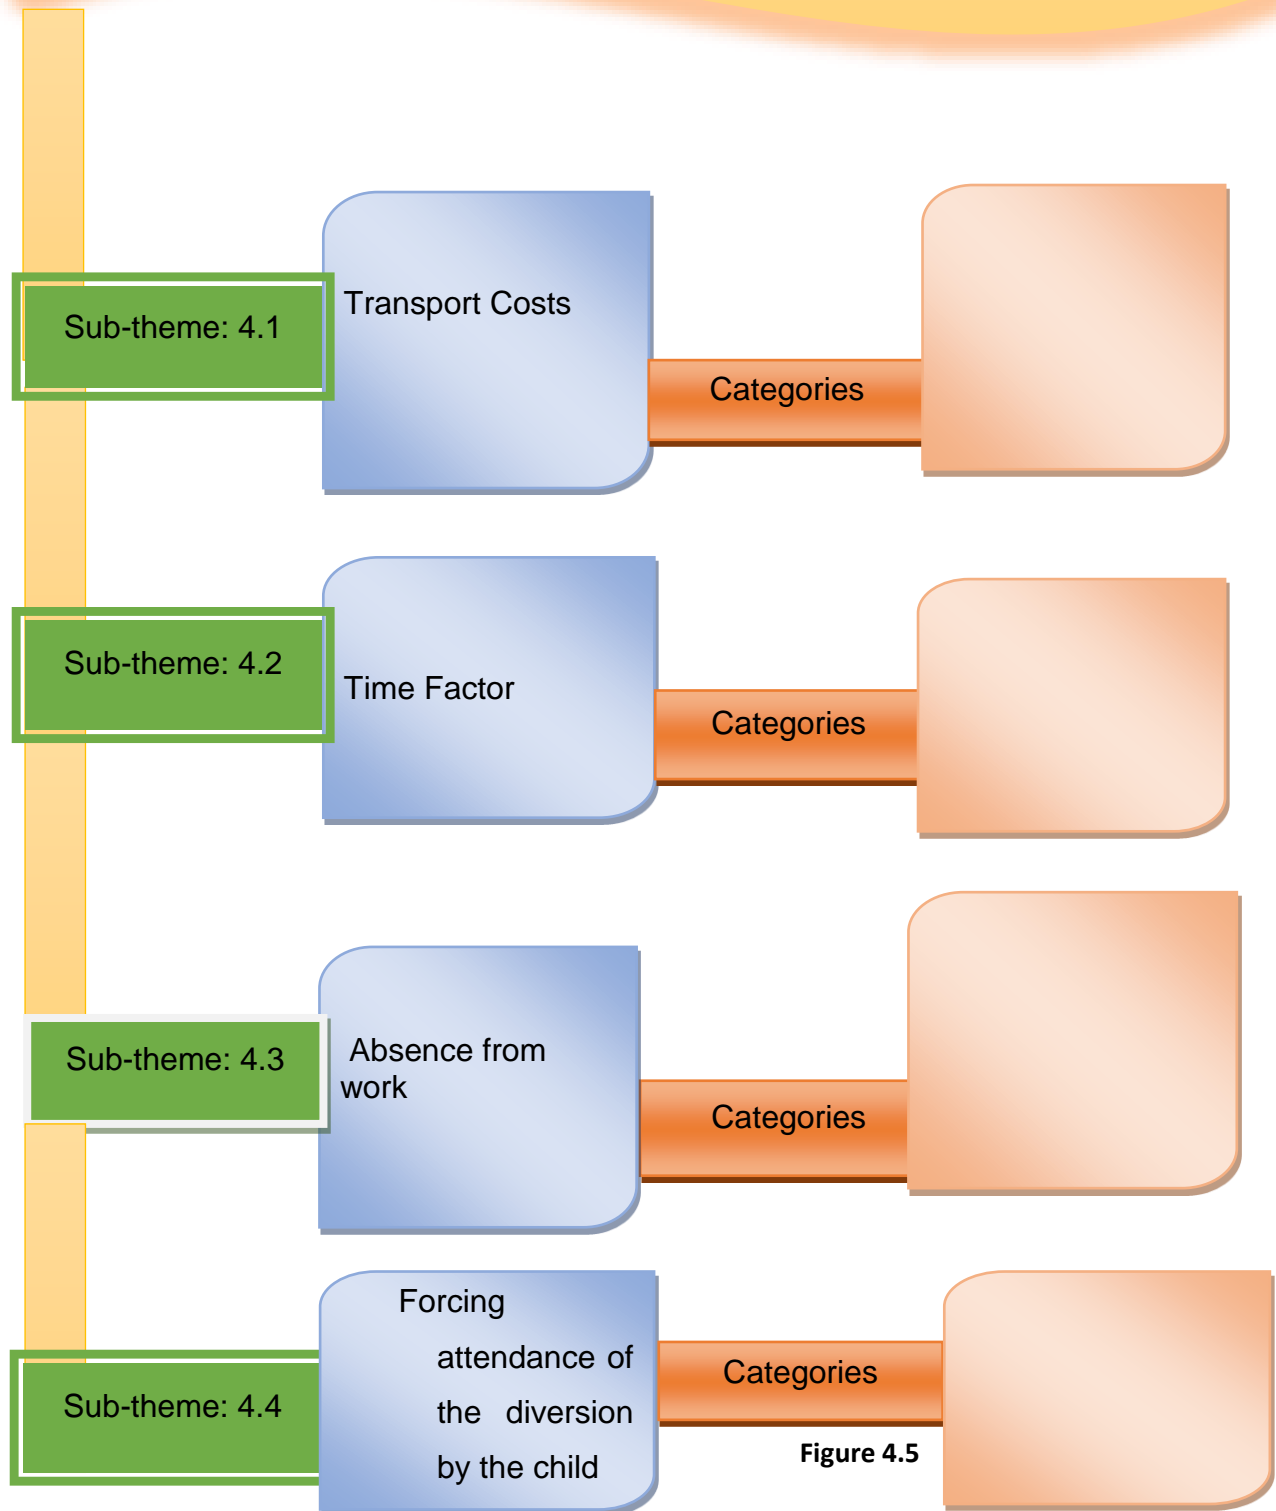 Sub-theme: 4.1
Transport Costs
Categories
Sub-theme: 4.2
Time Factor
Categories
Sub-theme: 4.3
Absence from
work
Categories
Sub-theme: 4.4
Forcing
attendance of
the diversion
by the child
Categories
Figure 4.5